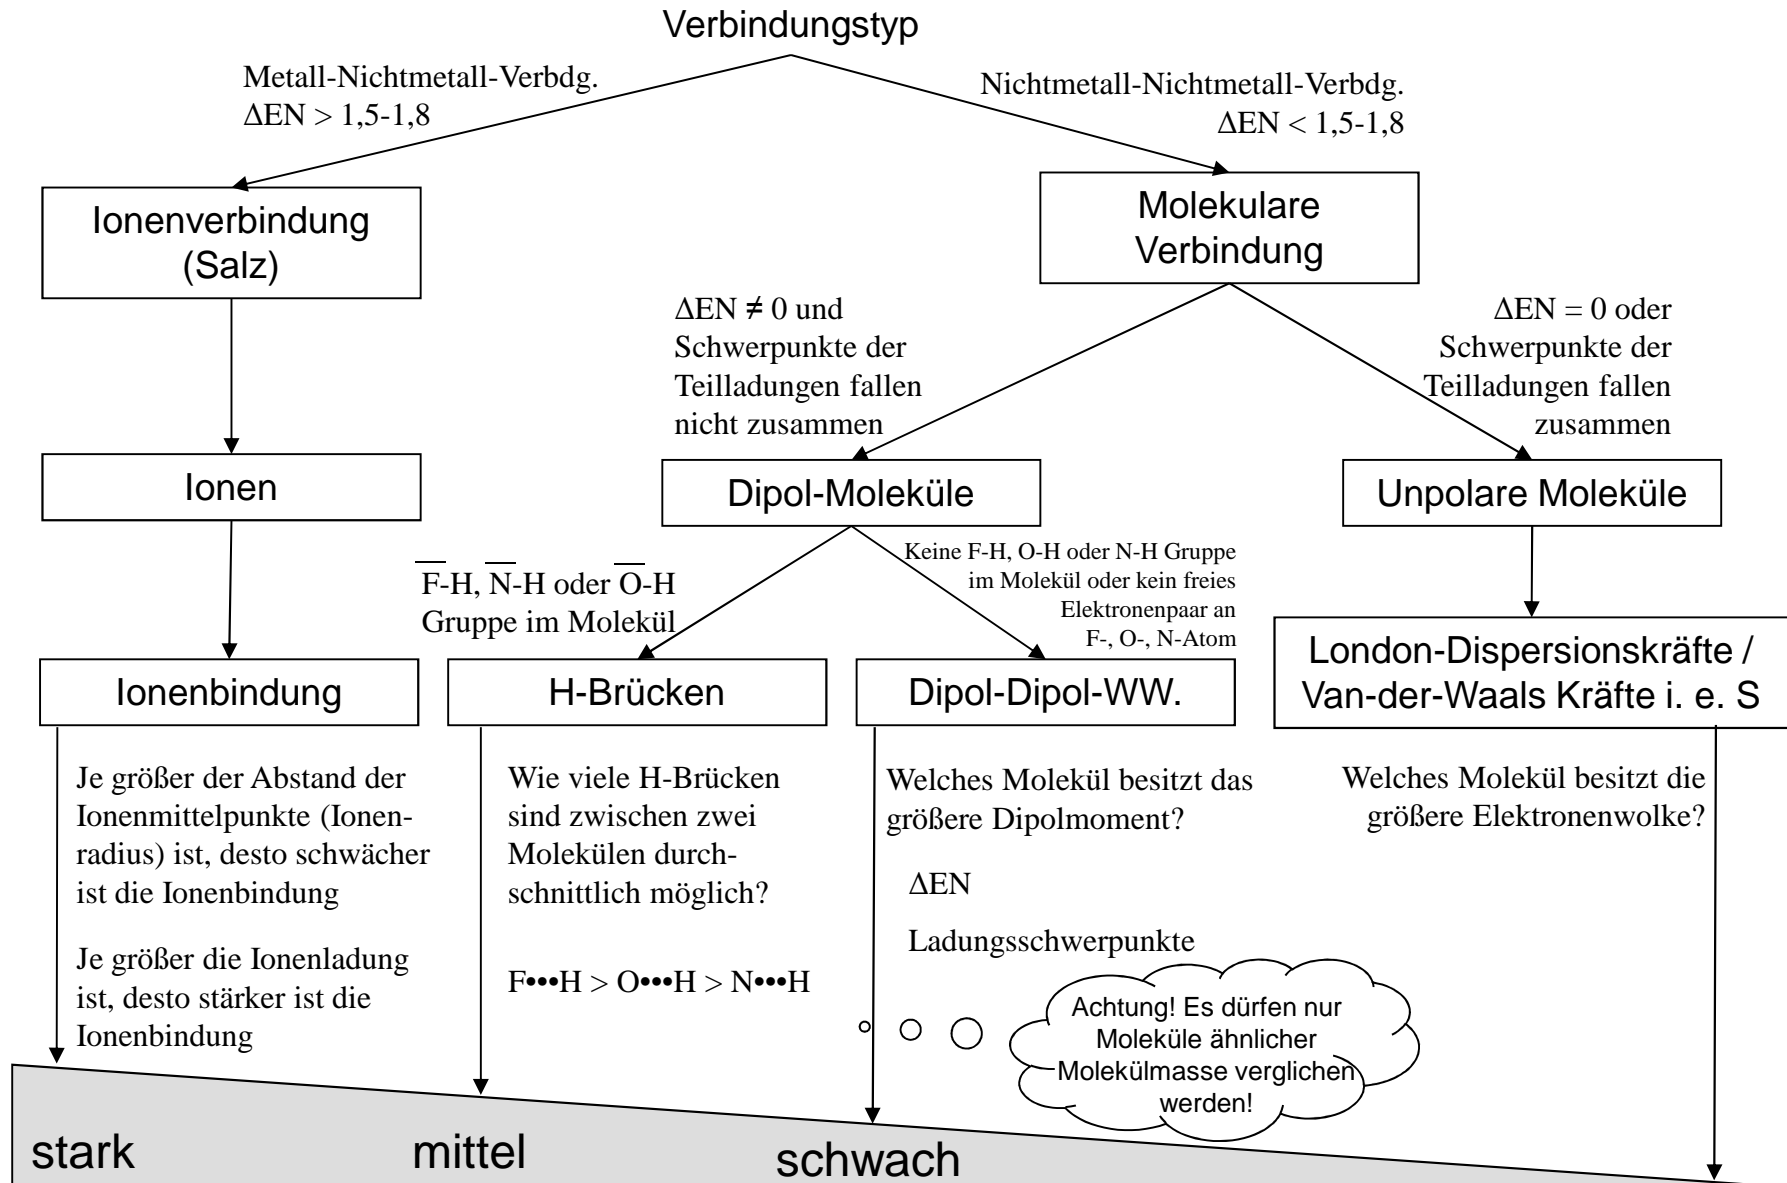 Verbindungstyp
Metall-Nichtmetall-Verbdg.
ΔEN > 1,5-1,8
Nichtmetall-Nichtmetall-Verbdg.
ΔEN < 1,5-1,8
Ionenverbindung
(Salz)
Molekulare
Verbindung
ΔEN ≠ 0 und
Schwerpunkte der
Teilladungen fallen
nicht zusammen
ΔEN = 0 oder
Schwerpunkte der
Teilladungen fallen
zusammen
Ionen
Dipol-Moleküle
Unpolare Moleküle
F̅-H, N̅-H oder O̅-H
Gruppe im Molekül
Keine F-H, O-H oder N-H Gruppe
im Molekül oder kein freies
Elektronenpaar an
F-, O-, N-Atom
Ionenbindung
H-Brücken
Dipol-Dipol-WW.
London-Dispersionskräfte /
Van-der-Waals Kräfte i. e. S
Je größer der Abstand der
Ionenmittelpunkte (Ionen-
radius) ist, desto schwächer
ist die Ionenbindung
Je größer die Ionenladung
ist, desto stärker ist die
Ionenbindung
Wie viele H-Brücken
sind zwischen zwei
Molekülen durch-
schnittlich möglich?
F•••H > O•••H > N•••H
Welches Molekül besitzt das
größere Dipolmoment?
ΔEN
Ladungsschwerpunkte
Welches Molekül besitzt die
größere Elektronenwolke?
Achtung! Es dürfen nur
Moleküle ähnlicher
Molekülmasse verglichen
werden!
stark
mittel
schwach